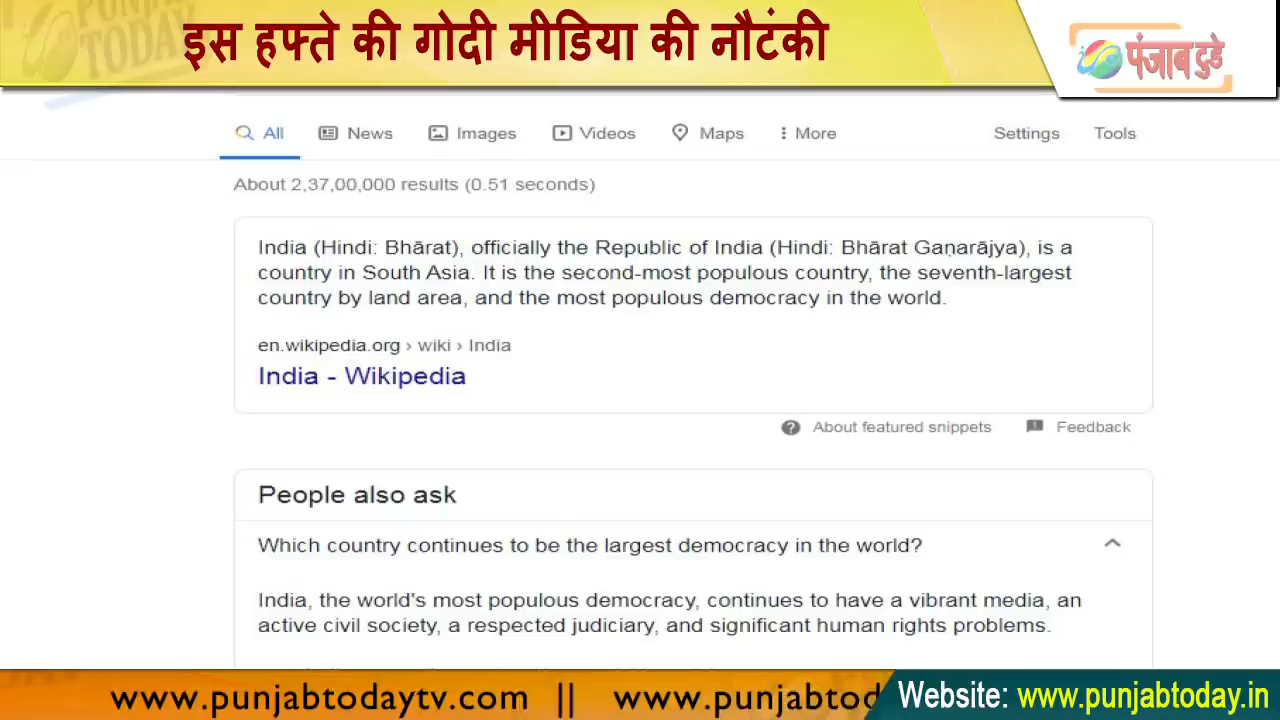 इस हफ्ते की गोदी मीडिया की नौटंकी
पंजाब टुडे
All News Images Videos Maps More Settings Tools
About 2,37,00,000 results (0.51 seconds)
India (Hindi: Bhārat), officially the Republic of India (Hindi: Bhārat Gaṇarājya), is a
country in South Asia. It is the second-most populous country, the seventh-largest
country by land area, and the most populous democracy in the world.
en.wikipedia.org › wiki › India
India - Wikipedia
About featured snippets Feedback
People also ask
Which country continues to be the largest democracy in the world?
India, the world's most populous democracy, continues to have a vibrant media, an
active civil society, a respected judiciary, and significant human rights problems.
www.punjabtodaytv.com || www.punjabtod
Website: www.punjabtoday.in